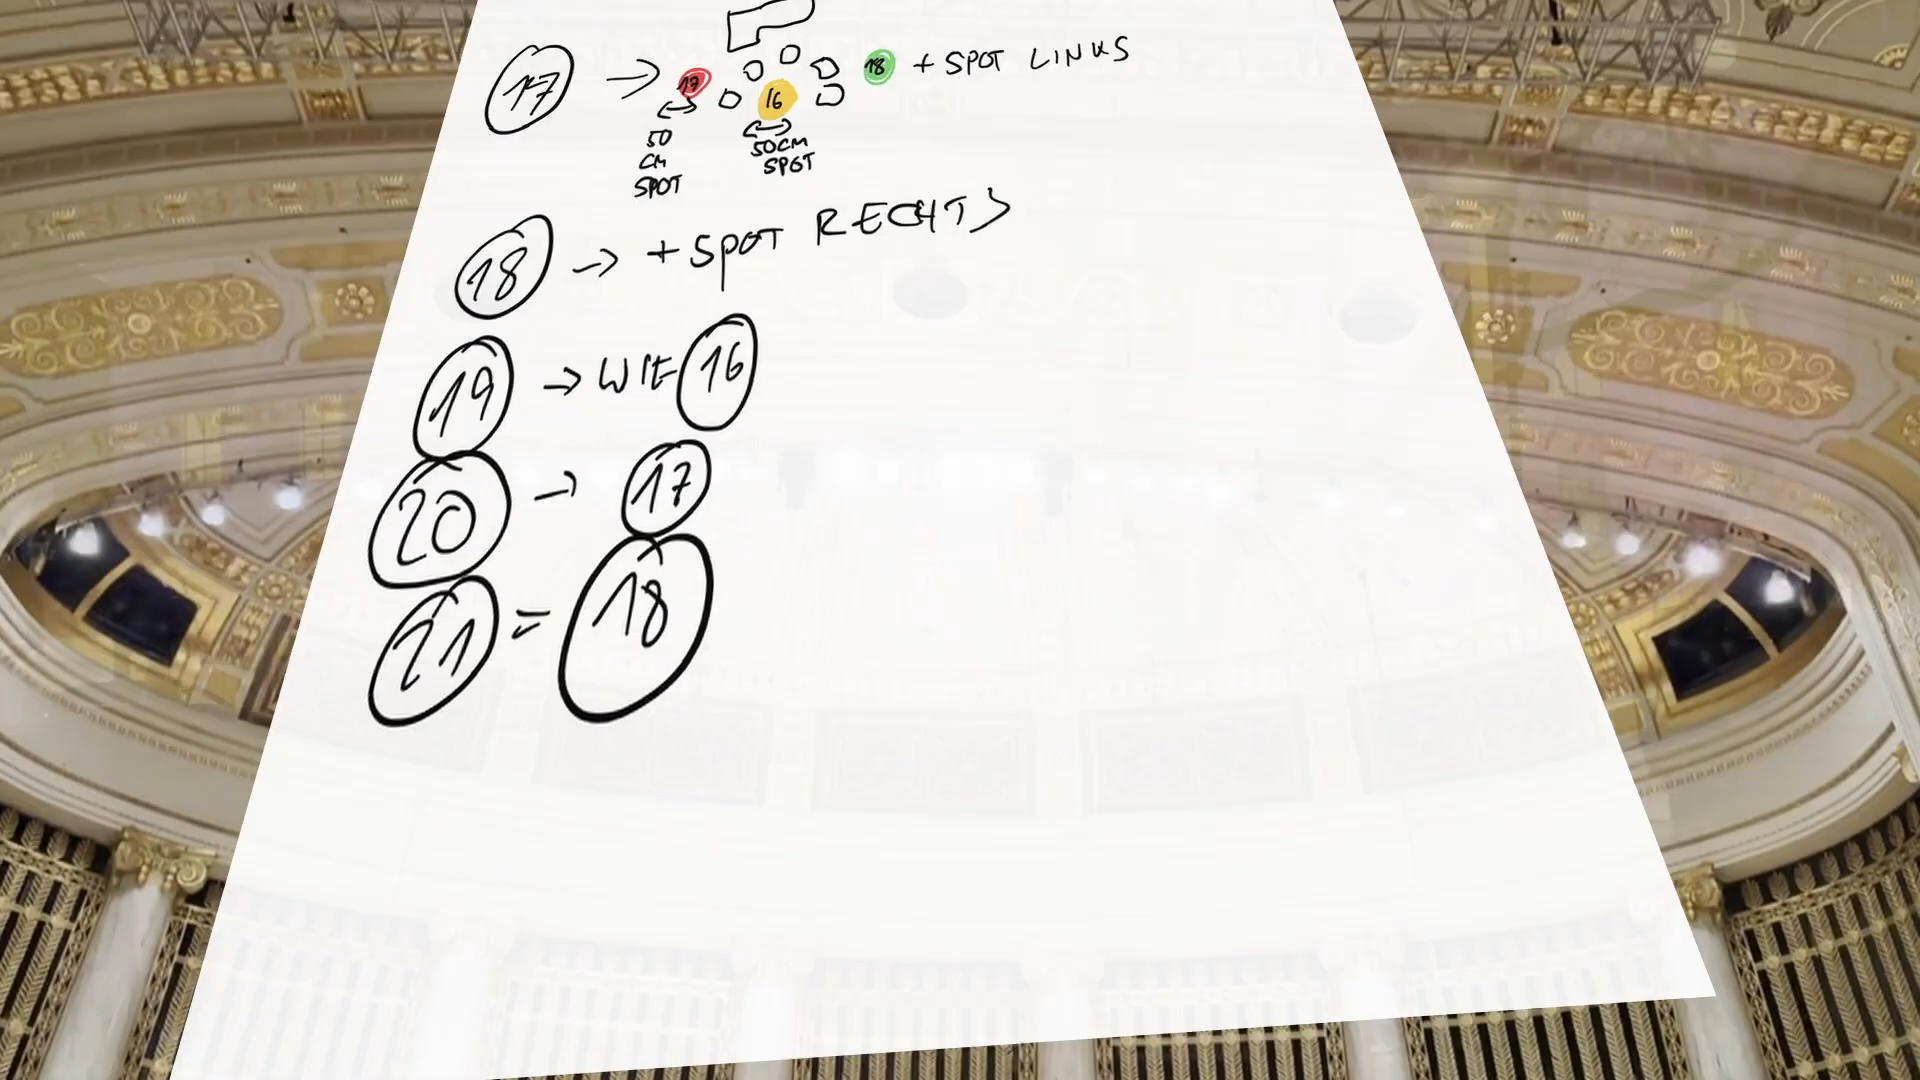 17 → 17 16 18 + SPOT LINKS
50 CM SPOT
50CM SPOT
18 → + SPOT RECHTS
19 → WIE 16
20 → 17
21 = 18